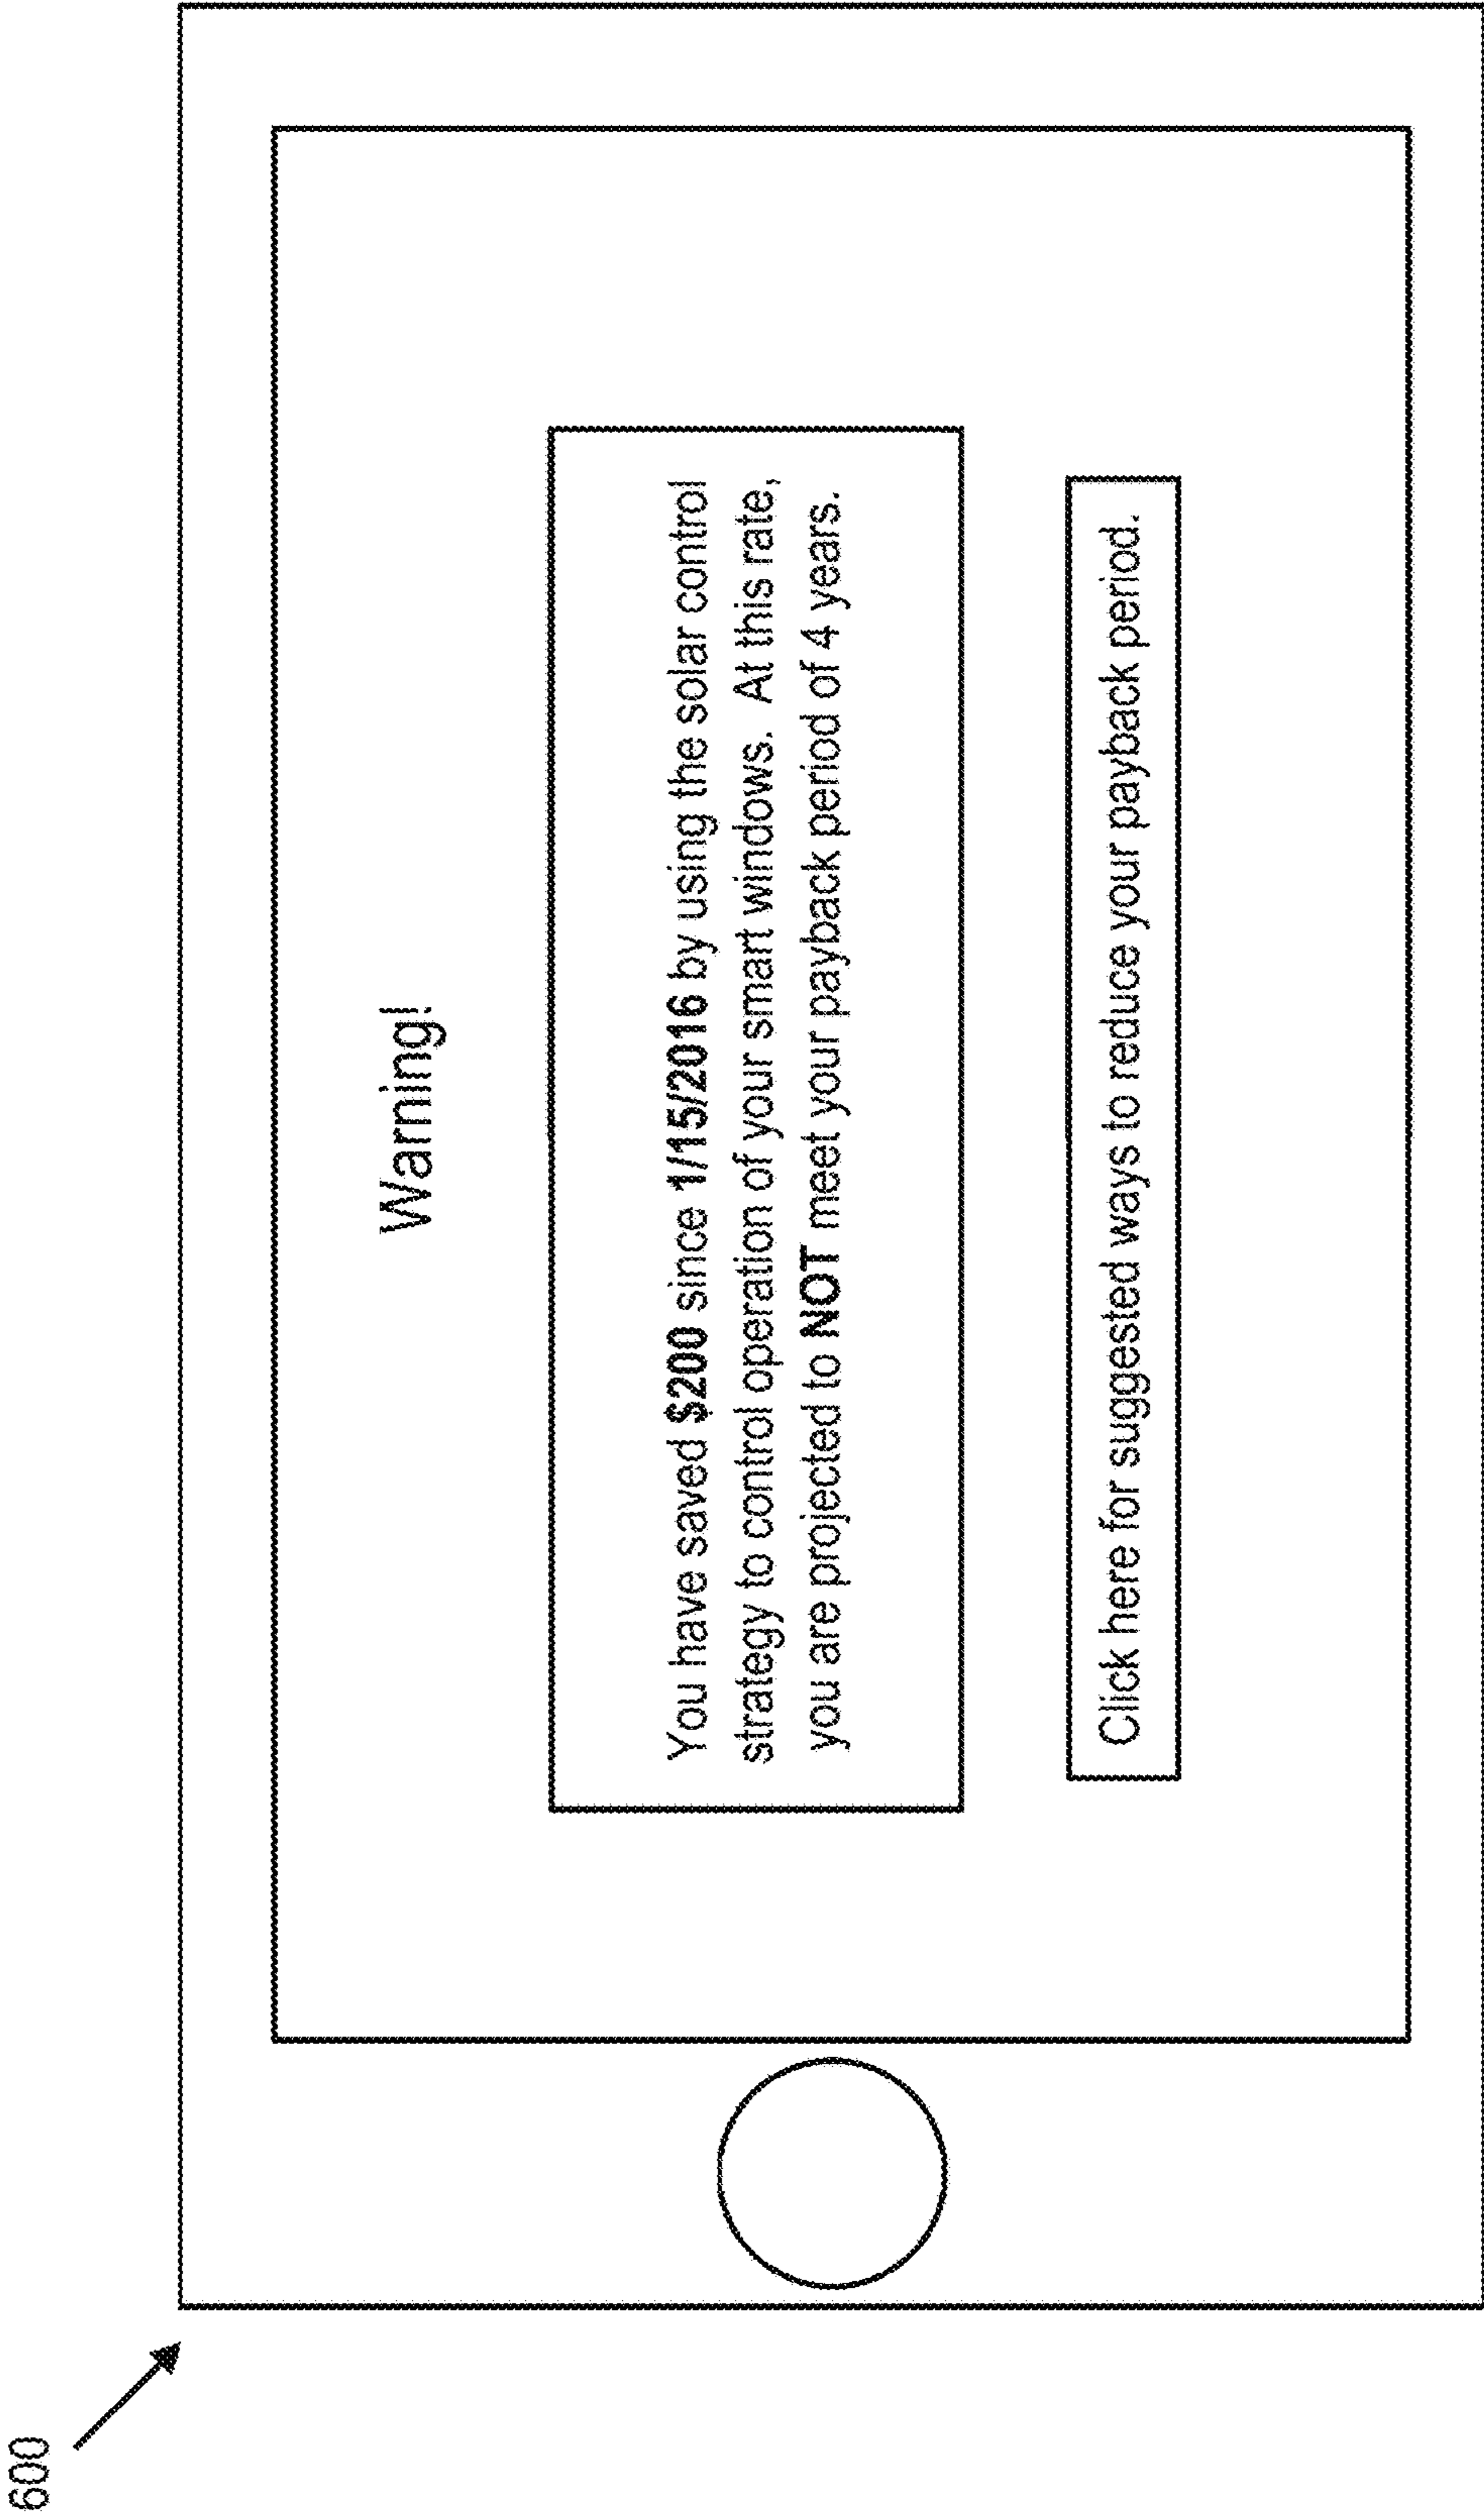 600
Warning!
You have saved $200 since 1/15/2016 by using the solar control
strategy to control operation of your smart windows.  At this rate,
you are projected to NOT meet your payback period of 4 years.
Click here for suggested ways to reduce your payback period.